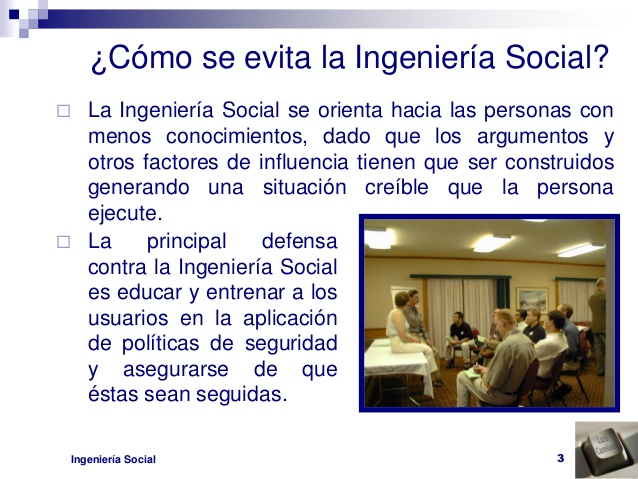 ¿Cómo se evita la Ingeniería Social?
La Ingeniería Social se orienta hacia las personas con
menos conocimientos, dado que los argumentos y
otros factores de influencia tienen que ser construidos
generando una situación creíble que la persona
ejecute.
La principal defensa
contra la Ingeniería Social
es educar y entrenar a los
usuarios en la aplicación
de políticas de seguridad
y asegurarse de que
éstas sean seguidas.
Ingeniería Social
3
Luis